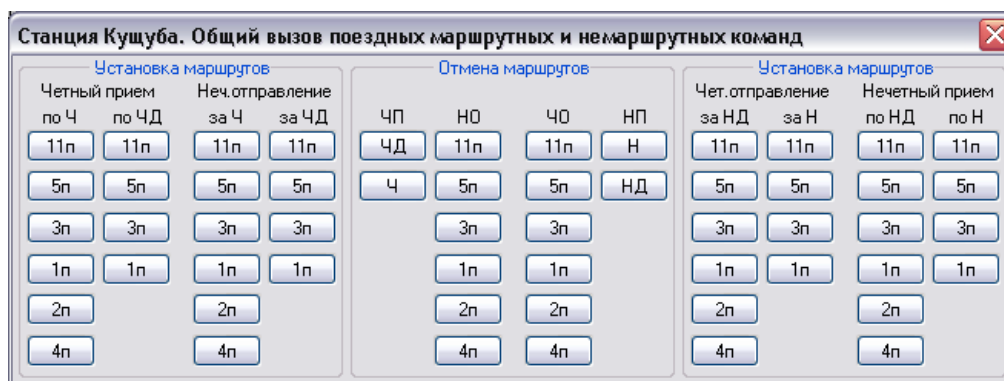 Станция Кущуба. Общий вызов поездных маршрутных и немаршрутных команд
Установка маршрутов Отмена маршрутов Установка маршрутов
Четный прием Неч.отправление Чет.отправление Нечетный прием
по Ч по ЧД за Ч за ЧД ЧП НО ЧО НП за НД за Н по НД по Н
11п 11п 11п 11п ЧД 11п 11п Н 11п 11п 11п 11п
5п 5п 5п 5п Ч 5п 5п НД 5п 5п 5п 5п
3п 3п 3п 3п 3п 3п 3п 3п 3п 3п
1п 1п 1п 1п 1п 1п 1п 1п 1п 1п
2п 2п 2п 2п 2п 2п
4п 4п 4п 4п 4п 4п